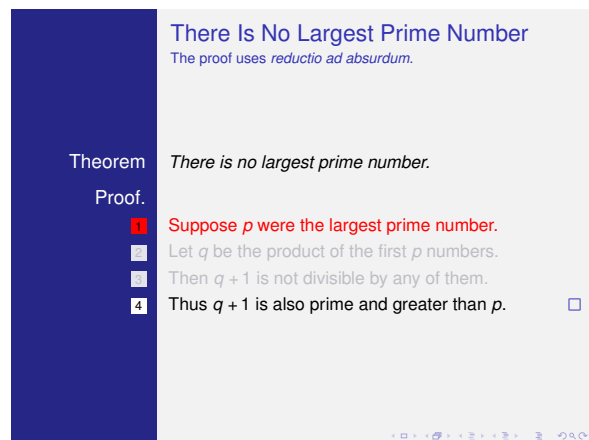 There Is No Largest Prime Number
The proof uses reductio ad absurdum.
Theorem There is no largest prime number.
Proof.
1 Suppose p were the largest prime number.
2 Let q be the product of the first p numbers.
3 Then q + 1 is not divisible by any of them.
4 Thus q + 1 is also prime and greater than p.